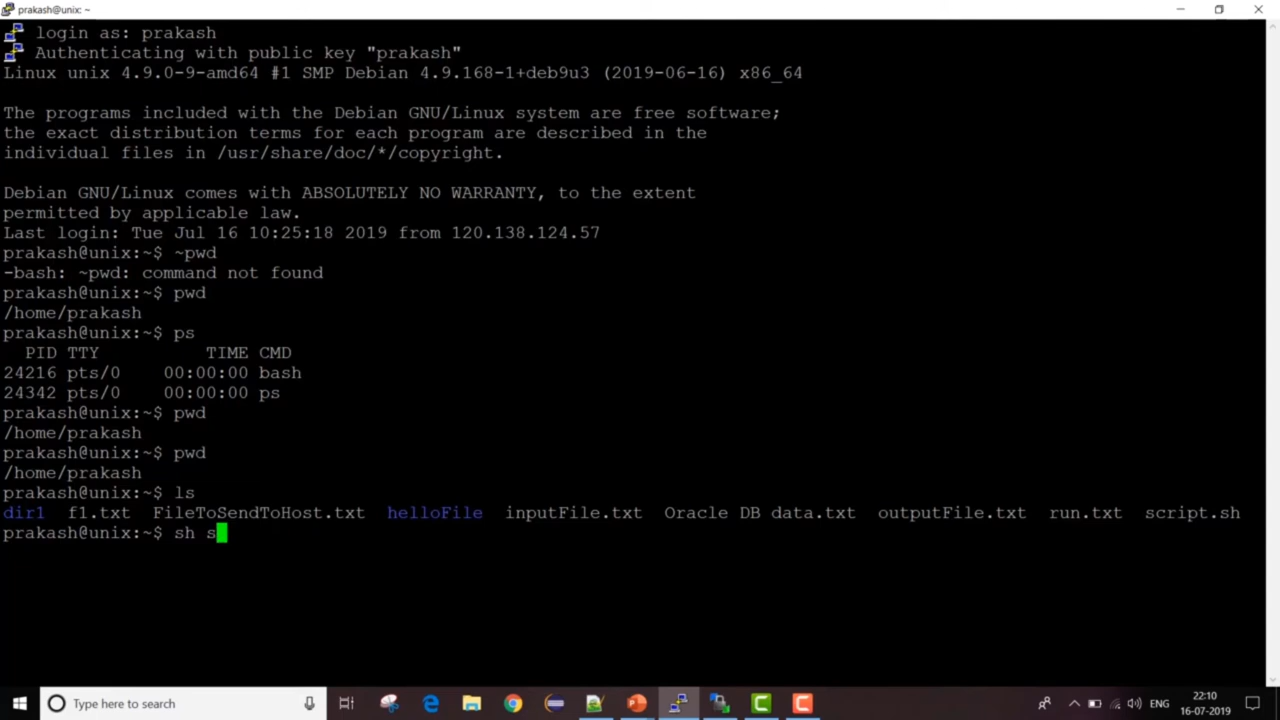 prakash@unix: ~
login as: prakash
Authenticating with public key "prakash"
Linux unix 4.9.0-9-amd64 #1 SMP Debian 4.9.168-1+deb9u3 (2019-06-16) x86_64
The programs included with the Debian GNU/Linux system are free software;
the exact distribution terms for each program are described in the
individual files in /usr/share/doc/*/copyright.
Debian GNU/Linux comes with ABSOLUTELY NO WARRANTY, to the extent
permitted by applicable law.
Last login: Tue Jul 16 10:25:18 2019 from 120.138.124.57
prakash@unix:~$ ~pwd
-bash: ~pwd: command not found
prakash@unix:~$ pwd
/home/prakash
prakash@unix:~$ ps
PID TTY TIME CMD
24216 pts/0 00:00:00 bash
24342 pts/0 00:00:00 ps
prakash@unix:~$ pwd
/home/prakash
prakash@unix:~$ pwd
/home/prakash
prakash@unix:~$ ls
dir1 f1.txt FileToSendToHost.txt helloFile inputFile.txt Oracle DB data.txt outputFile.txt run.txt script.sh
prakash@unix:~$ sh s
Type here to search
ENG
22:10
16-07-2019